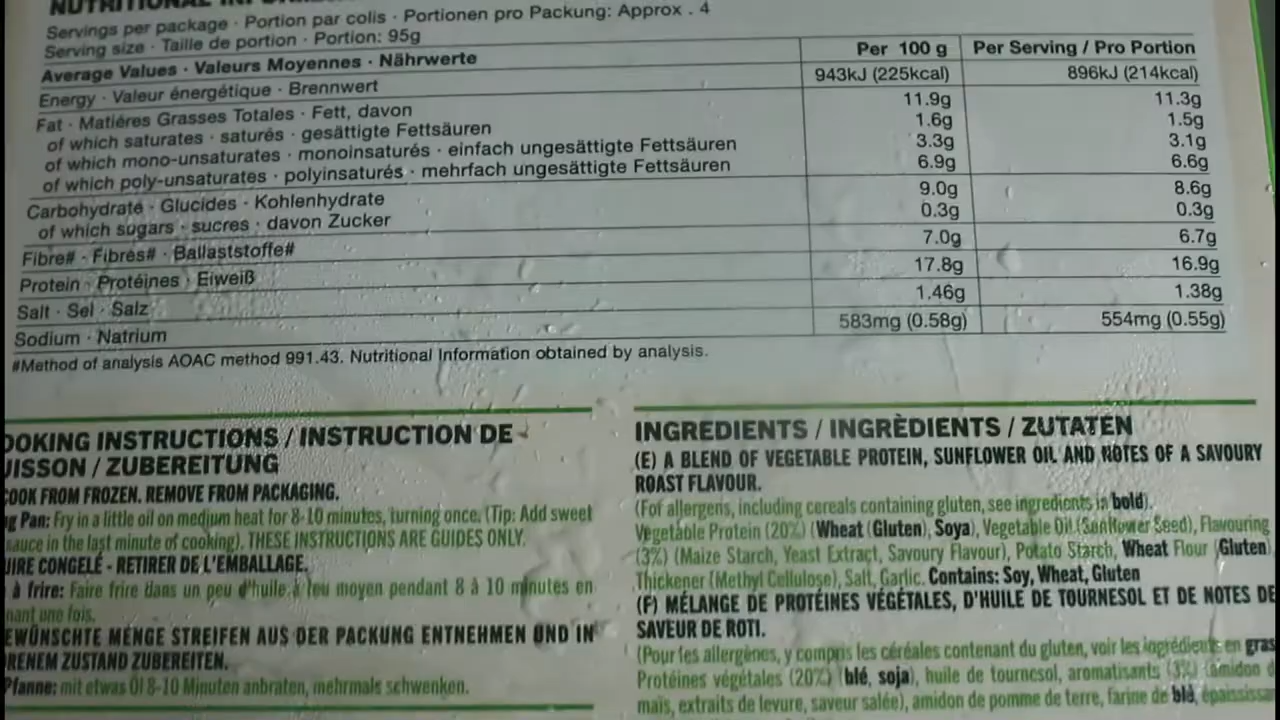 NUTRITIONAL
Servings per package · Portion par colis · Portionen pro Packung: Approx . 4
Serving size · Taille de portion · Portion: 95g
Average Values · Valeurs Moyennes · Nährwerte Per 100 g Per Serving / Pro Portion
Energy · Valeur énergétique · Brennwert 943kJ (225kcal) 896kJ (214kcal)
Fat · Matiéres Grasses Totales · Fett, davon 11.9g 11.3g
of which saturates · saturés · gesättigte Fettsäuren 1.6g 1.5g
of which mono-unsaturates · monoinsaturés · einfach ungesättigte Fettsäuren 3.3g 3.1g
of which poly-unsaturates · polyinsaturés · mehrfach ungesättigte Fettsäuren 6.9g 6.6g
Carbohydrate · Glucides · Kohlenhydrate 9.0g 8.6g
of which sugars · sucres · davon Zucker 0.3g 0.3g
Fibre# · Fibres# · Ballaststoffe# 7.0g 6.7g
Protein · Protéines · Eiweiß 17.8g 16.9g
Salt · Sel · Salz 1.46g 1.38g
Sodium · Natrium 583mg (0.58g) 554mg (0.55g)
#Method of analysis AOAC method 991.43. Nutritional Information obtained by analysis.
OOKING INSTRUCTIONS / INSTRUCTION DE
UISSON / ZUBEREITUNG
COOK FROM FROZEN. REMOVE FROM PACKAGING.
g Pan: Fry in a little oil on medium heat for 8-10 minutes, turning once. (Tip: Add sweet
sauce in the last minute of cooking). THESE INSTRUCTIONS ARE GUIDES ONLY.
UIRE CONGELÉ - RETIRER DE L'EMBALLAGE.
à frire: Faire frire dans un peu d'huile à feu moyen pendant 8 à 10 minutes en
nant une fois.
EWÜNSCHTE MENGE STREIFEN AUS DER PACKUNG ENTNEHMEN UND IN
RENEM ZUSTAND ZUBEREITEN.
Pfanne: mit etwas Öl 8-10 Minuten anbraten, mehrmals schwenken.
INGREDIENTS / INGRÈDIENTS / ZUTATEN
(E) A BLEND OF VEGETABLE PROTEIN, SUNFLOWER OIL AND NOTES OF A SAVOURY
ROAST FLAVOUR.
(For allergens, including cereals containing gluten, see ingredients in bold).
Vegetable Protein (20%) (Wheat (Gluten), Soya), Vegetable Oil (Sunflower Seed), Flavouring
(3%) (Maize Starch, Yeast Extract, Savoury Flavour), Potato Starch, Wheat Flour (Gluten)
Thickener (Methyl Cellulose), Salt, Garlic. Contains: Soy, Wheat, Gluten
(F) MÉLANGE DE PROTÉINES VÉGÉTALES, D'HUILE DE TOURNESOL ET DE NOTES DE
SAVEUR DE ROTI.
(Pour les allergènes, y compris les céréales contenant du gluten, voir les ingrédients en gras
Protéines végétales (20%) (blé, soja), huile de tournesol, aromatisants (3%) (amidon d
maïs, extraits de levure, saveur salée), amidon de pomme de terre, farine de blé, épaississan